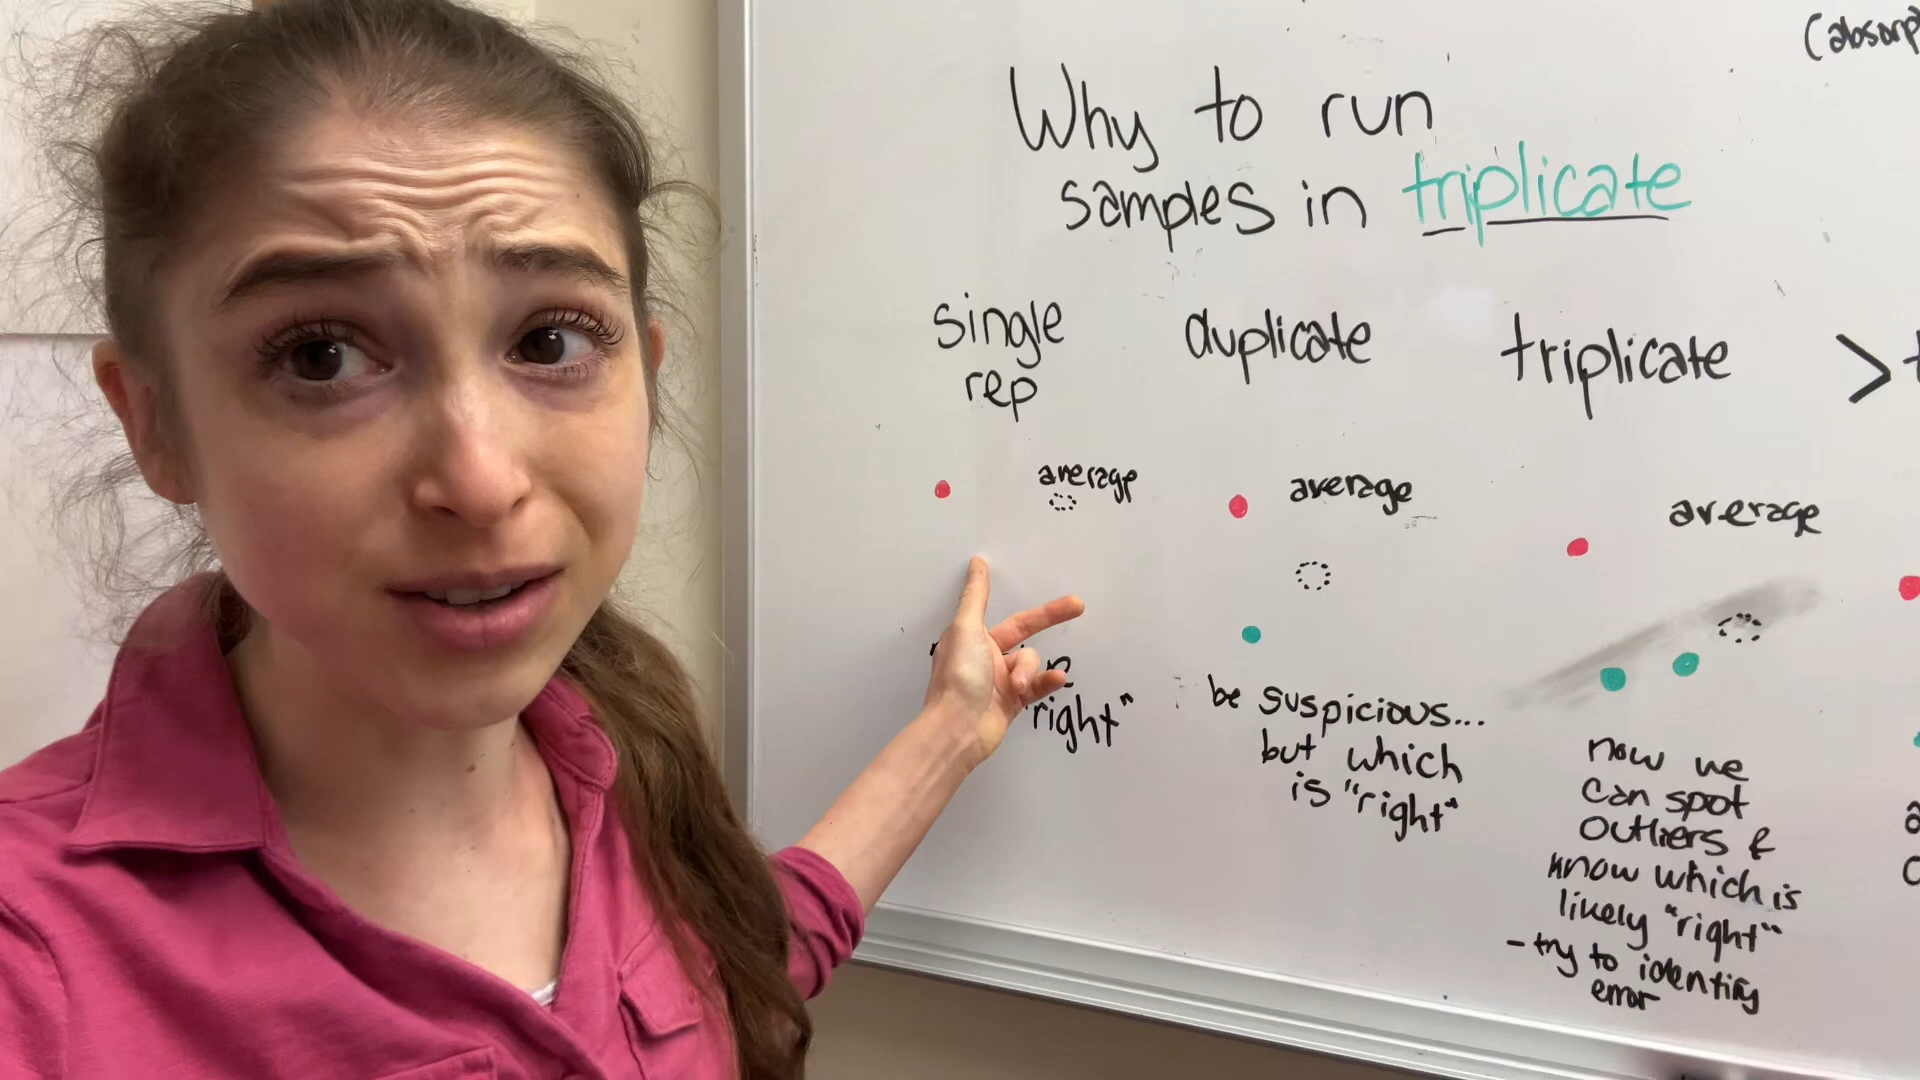 (absorp
Why to run
samples in triplicate
single
rep
duplicate
triplicate
>
average
average
average
"right"
be suspicious...
but which
is "right"
now we
can spot
outliers &
know which is
likely "right"
- try to identify
error